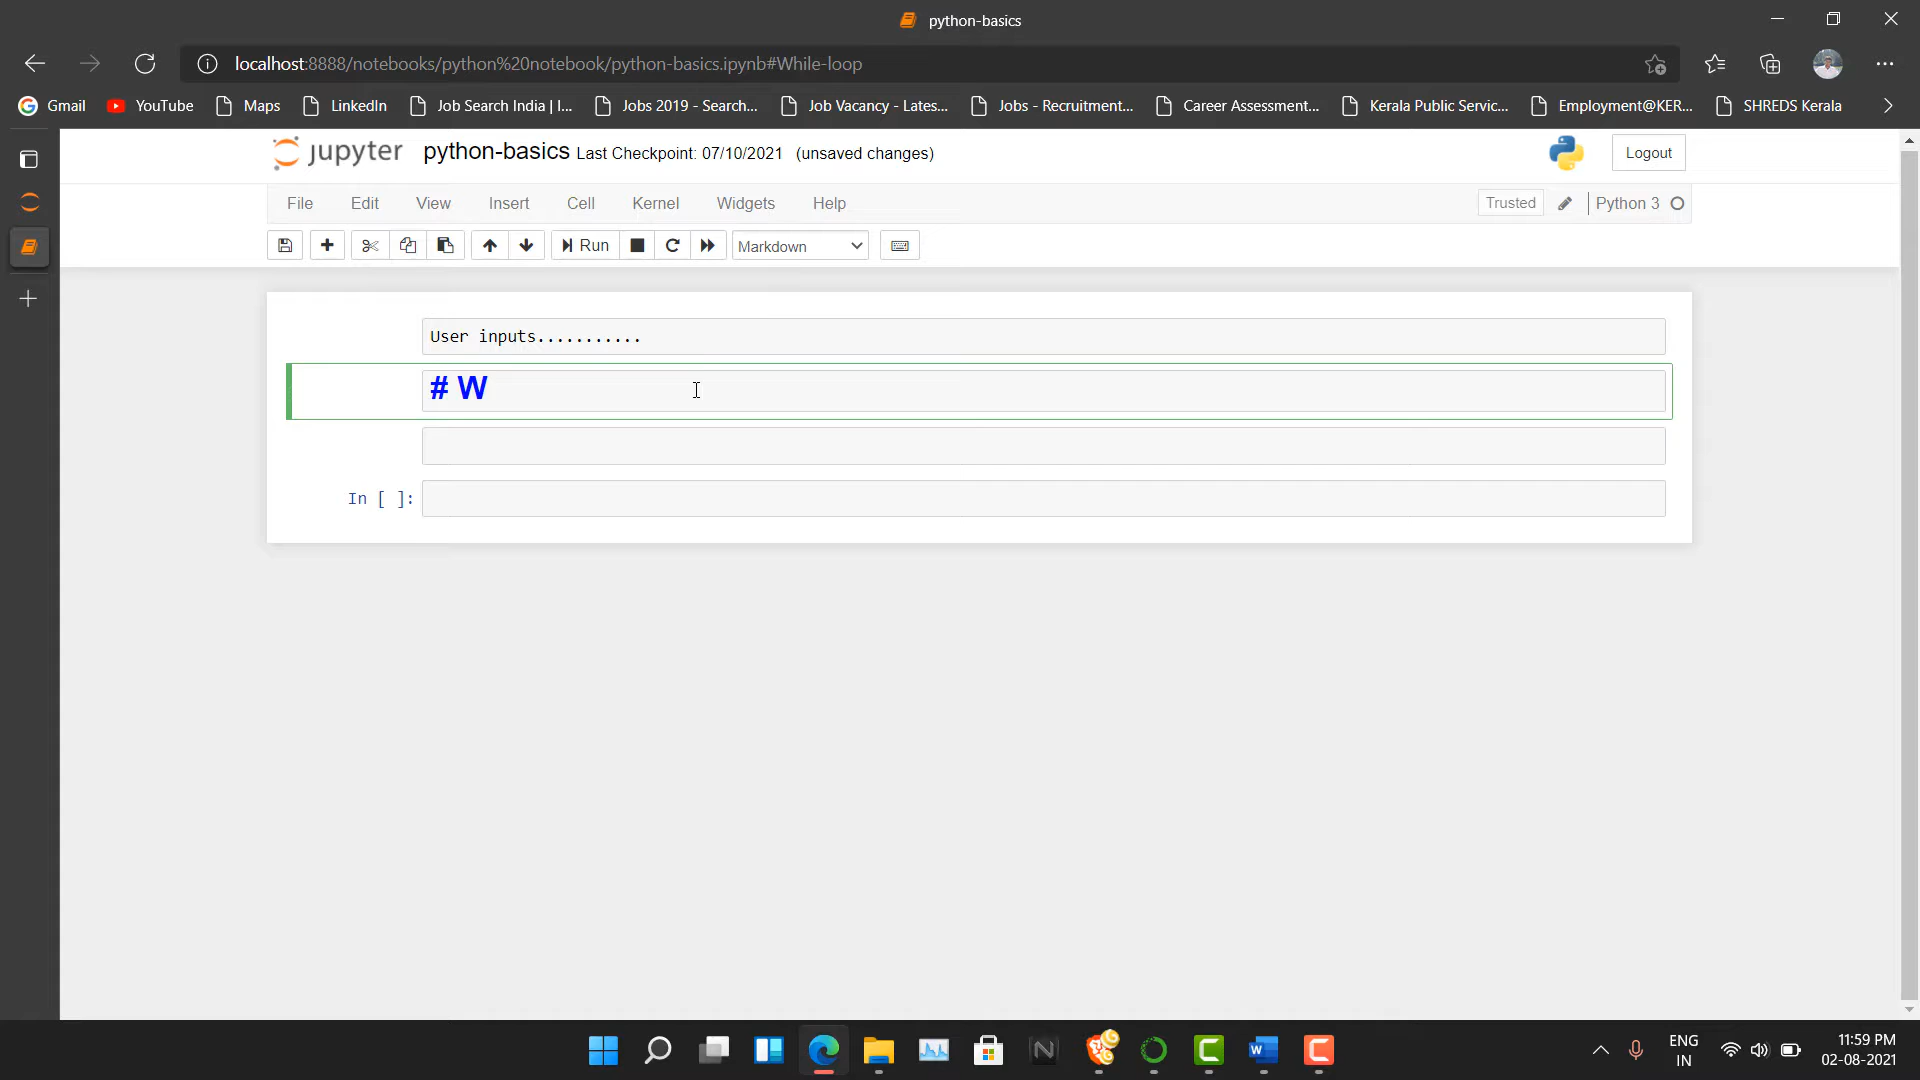 python-basics
localhost:8888/notebooks/python%20notebook/python-basics.ipynb#While-loop
Gmail YouTube Maps LinkedIn Job Search India | I... Jobs 2019 - Search... Job Vacancy - Lates... Jobs - Recruitment... Career Assessment... Kerala Public Servic... Employment@KER... SHREDS Kerala
jupyter python-basics Last Checkpoint: 07/10/2021 (unsaved changes) Logout
File Edit View Insert Cell Kernel Widgets Help Trusted Python 3
Run Markdown
User inputs...........
# W
In [ ]:
ENG 11:59 PM
IN 02-08-2021